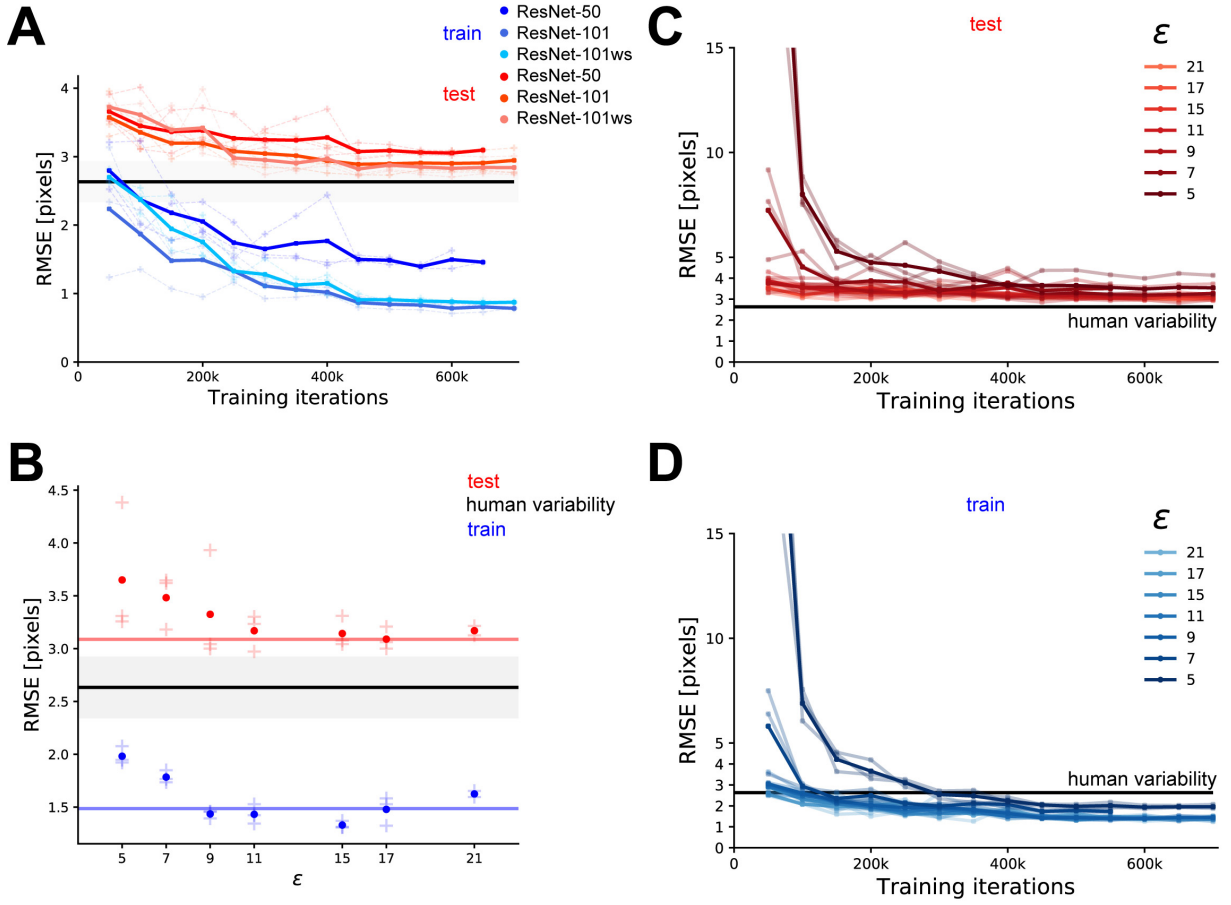 A
train
ResNet-50
ResNet-101
ResNet-101ws
test
ResNet-50
ResNet-101
ResNet-101ws
RMSE [pixels]
4
3
2
1
0
0
200k
400k
600k
Training iterations
B
test
human variability
train
RMSE [pixels]
4.5
4.0
3.5
3.0
2.5
2.0
1.5
5
7
9
11
15
17
21
ε
C
test
ε
21
17
15
11
9
7
5
RMSE [pixels]
15
10
5
4
3
2
1
0
human variability
0
200k
400k
600k
Training iterations
D
train
ε
21
17
15
11
9
7
5
RMSE [pixels]
15
10
5
4
3
2
1
0
human variability
0
200k
400k
600k
Training iterations